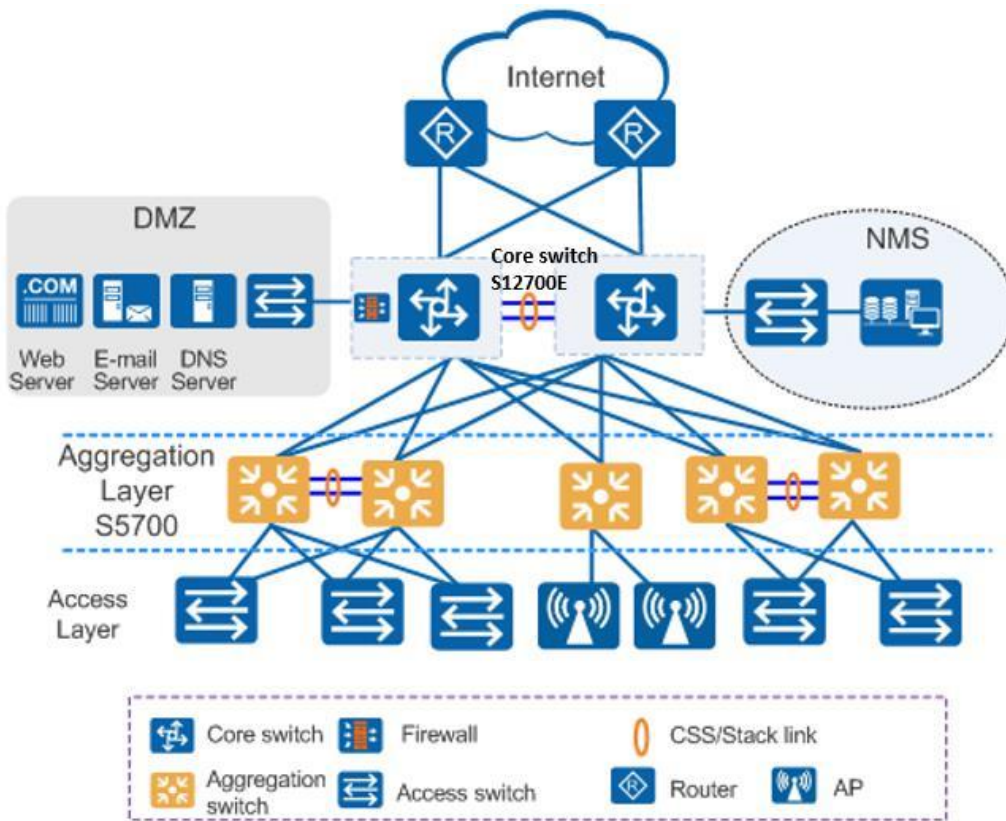 Internet
R
R
DMZ
Core switch
S12700E
NMS
.COM
Web
Server
E-mail
Server
DNS
Server
Aggregation
Layer
S5700
Access
Layer
Core switch
Firewall
CSS/Stack link
Aggregation
switch
Access switch
R
Router
AP